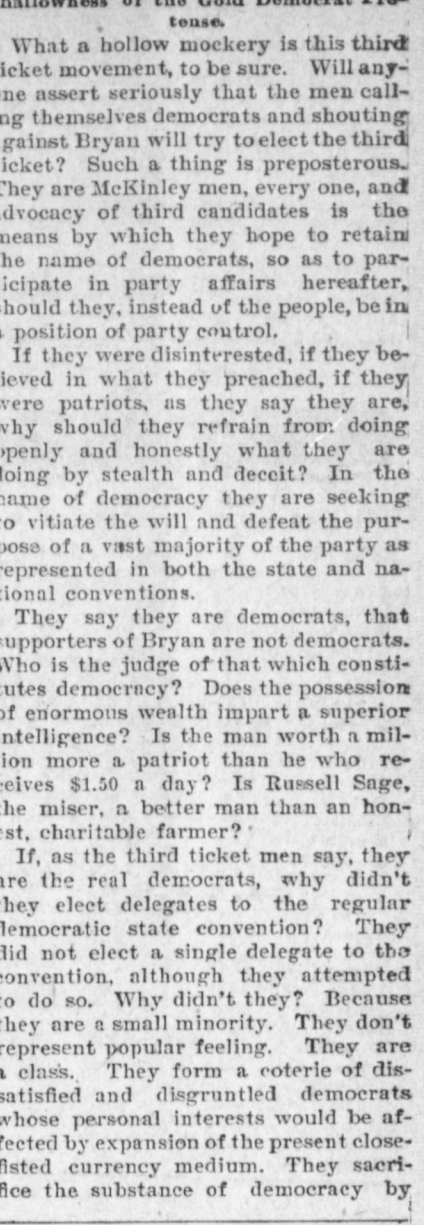 hallowness of the Gold Democrat Pre-
tense.
What a hollow mockery is this third
icket movement, to be sure. Will any-
ne assert seriously that the men call-
ng themselves democrats and shouting
gainst Bryan will try to elect the third
icket? Such a thing is preposterous.
They are McKinley men, every one, and
dvocacy of third candidates is the
means by which they hope to retain
he name of democrats, so as to par-
icipate in party affairs hereafter,
should they, instead of the people, be in
a position of party control.
If they were disinterested, if they be-
ieved in what they preached, if they
were patriots, as they say they are,
why should they refrain from doing
openly and honestly what they are
doing by stealth and deceit? In the
name of democracy they are seeking
to vitiate the will and defeat the pur-
pose of a vast majority of the party as
represented in both the state and na-
tional conventions.
They say they are democrats, that
supporters of Bryan are not democrats.
Who is the judge of that which consti-
tutes democracy? Does the possession
of enormous wealth impart a superior
intelligence? Is the man worth a mil-
ion more a patriot than he who re-
ceives $1.50 a day? Is Russell Sage,
the miser, a better man than an hon-
est, charitable farmer?
If, as the third ticket men say, they
are the real democrats, why didn't
they elect delegates to the regular
democratic state convention? They
did not elect a single delegate to the
convention, although they attempted
to do so. Why didn't they? Because
they are a small minority. They don't
represent popular feeling. They are
a class. They form a coterie of dis-
satisfied and disgruntled democrats
whose personal interests would be af-
fected by expansion of the present close-
fisted currency medium. They sacri-
fice the substance of democracy by